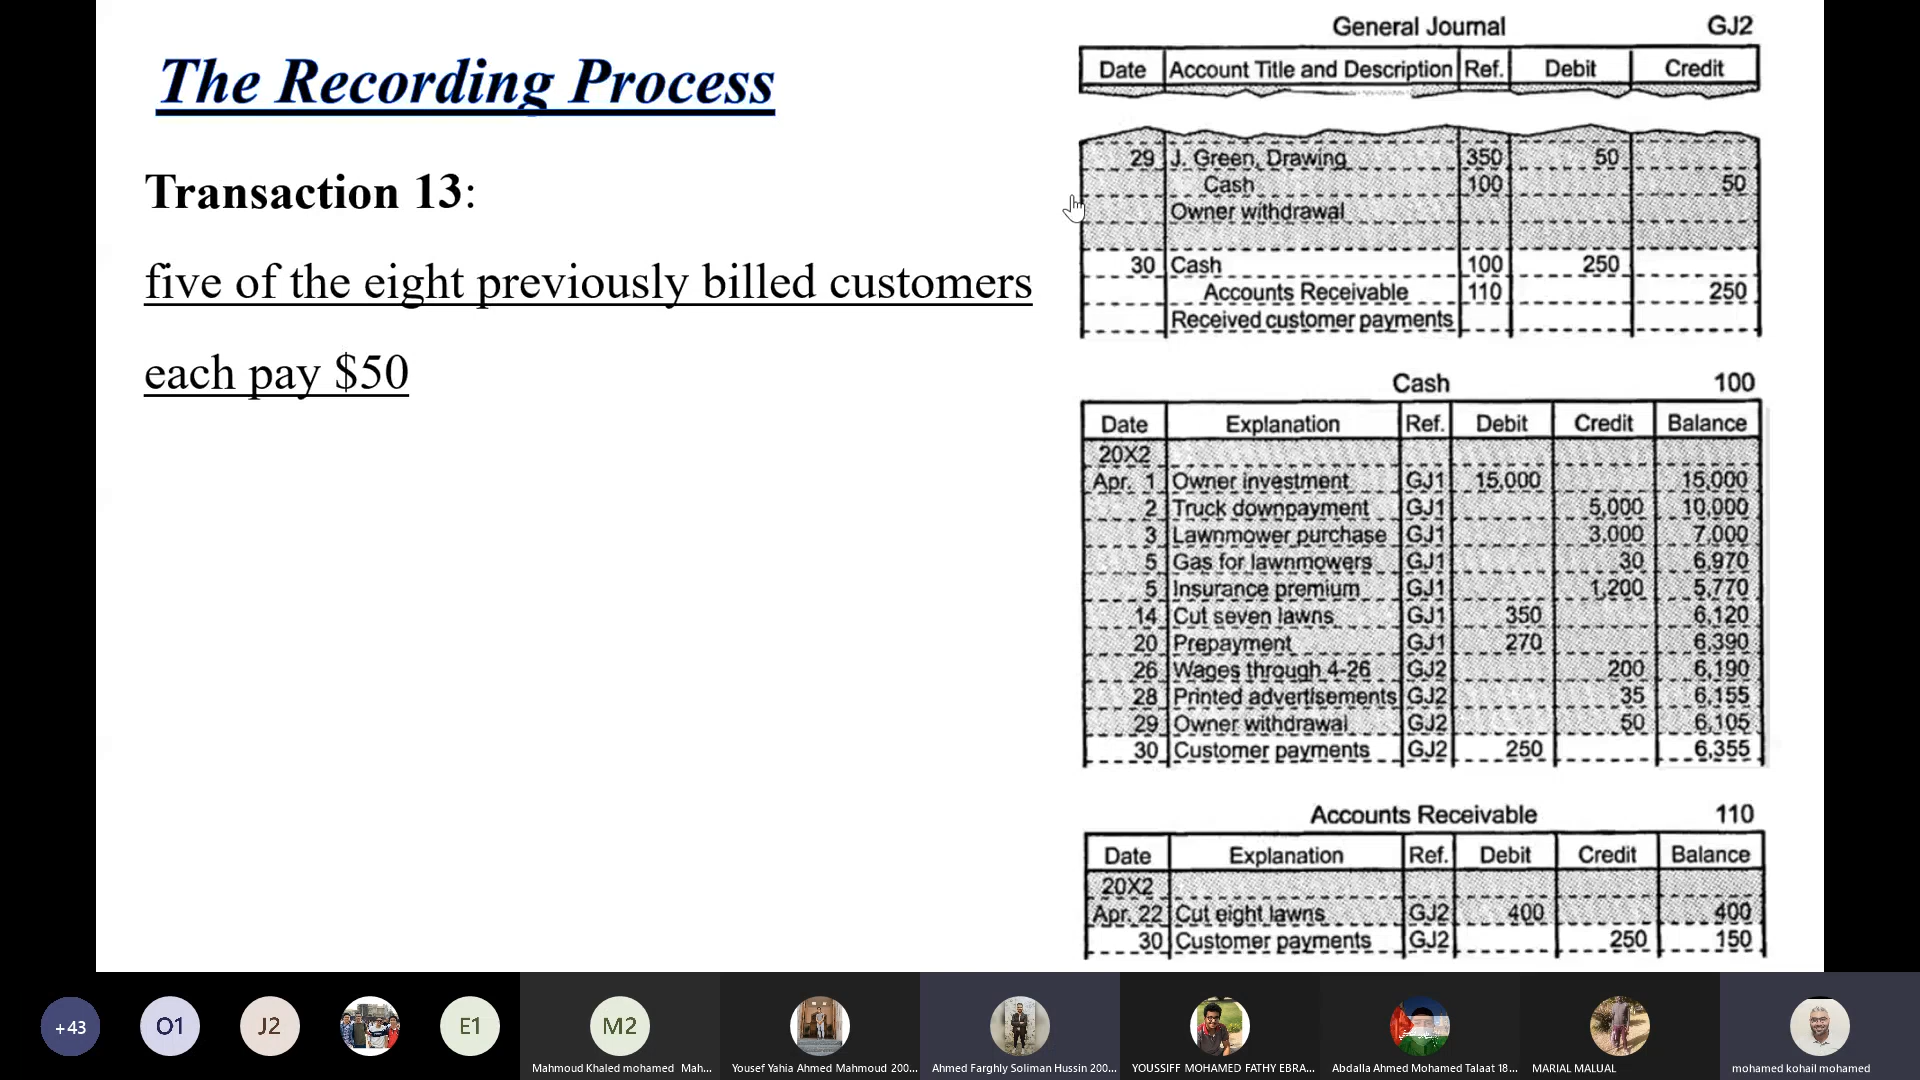 The Recording Process
Transaction 13:
five of the eight previously billed customers
each pay $50
General Journal GJ2
Date Account Title and Description Ref. Debit Credit
29 J. Green, Drawing 350 50
Cash 100 50
Owner withdrawal
30 Cash 100 250
Accounts Receivable 110 250
Received customer payments
Cash 100
Date Explanation Ref. Debit Credit Balance
20X2
Apr. 1 Owner investment GJ1 15,000 15,000
2 Truck downpayment GJ1 5,000 10,000
3 Lawnmower purchase GJ1 3,000 7,000
5 Gas for lawnmowers GJ1 30 6,970
5 Insurance premium GJ1 1,200 5,770
14 Cut seven lawns GJ1 350 6,120
20 Prepayment GJ1 270 6,390
26 Wages through 4-26 GJ2 200 6,190
28 Printed advertisements GJ2 35 6,155
29 Owner withdrawal GJ2 50 6,105
30 Customer payments GJ2 250 6,355
Accounts Receivable 110
Date Explanation Ref. Debit Credit Balance
20X2
Apr. 22 Cut eight lawns GJ2 400 400
30 Customer payments GJ2 250 150
+43 O1 J2 E1 M2
Mahmoud Khaled mohamed Mah... Yousef Yahia Ahmed Mahmoud 200... Ahmed Farghly Soliman Hussin 200... YOUSSIFF MOHAMED FATHY EBRA... Abdalla Ahmed Mohamed Talaat 18... MARIAL MALUAL mohamed kohail mohamed